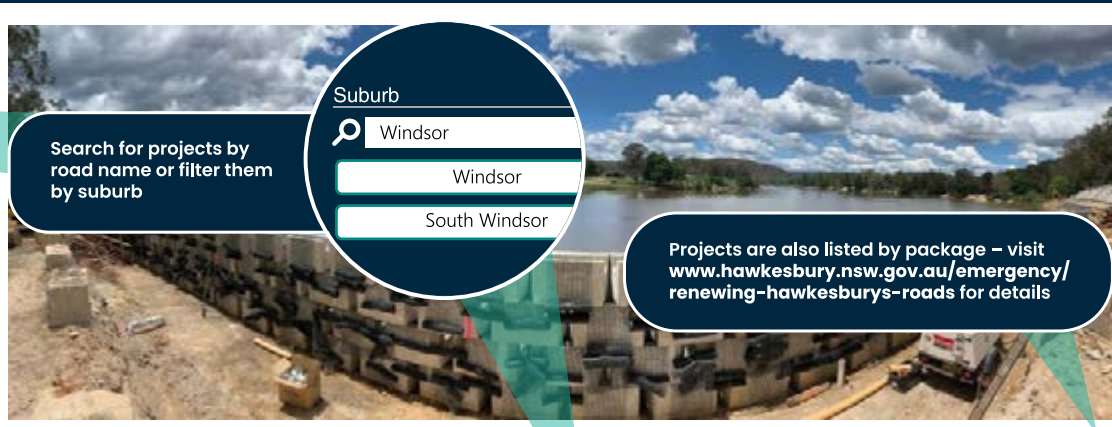 Search for projects by
road name or filter them
by suburb
Suburb
Windsor
Windsor
South Windsor
Projects are also listed by package – visit
www.hawkesbury.nsw.gov.au/emergency/
renewing-hawkesburys-roads for details